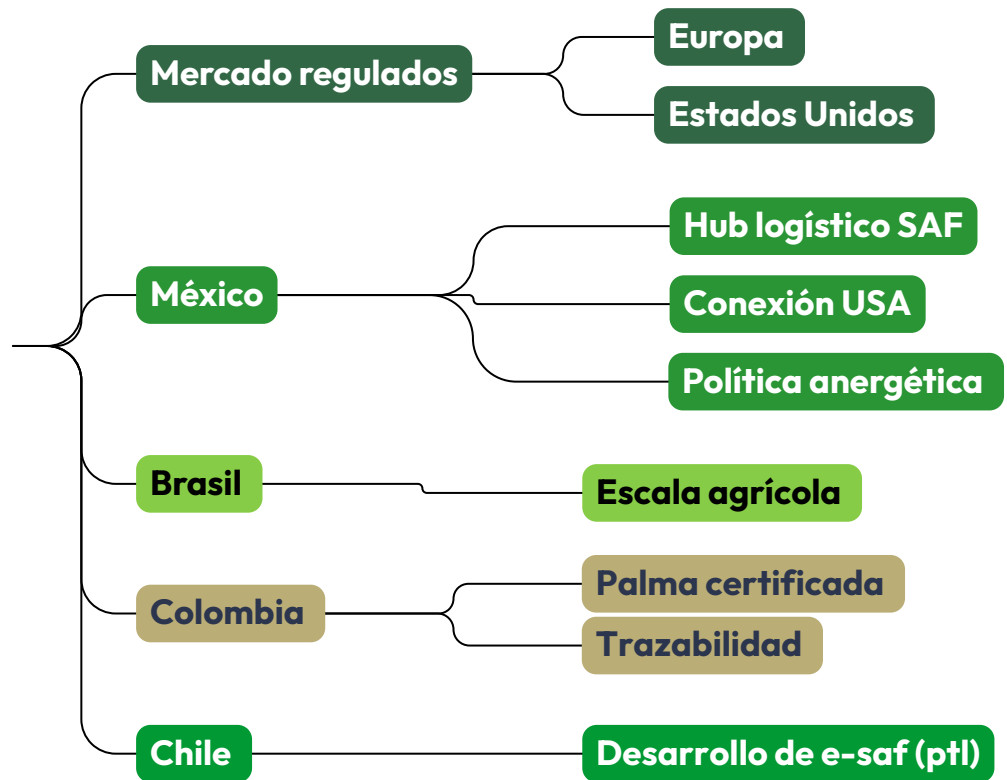 Mercado regulados
Europa
Estados Unidos
México
Hub logístico SAF
Conexión USA
Política anergética
Brasil
Escala agrícola
Colombia
Palma certificada
Trazabilidad
Chile
Desarrollo de e-saf (ptl)